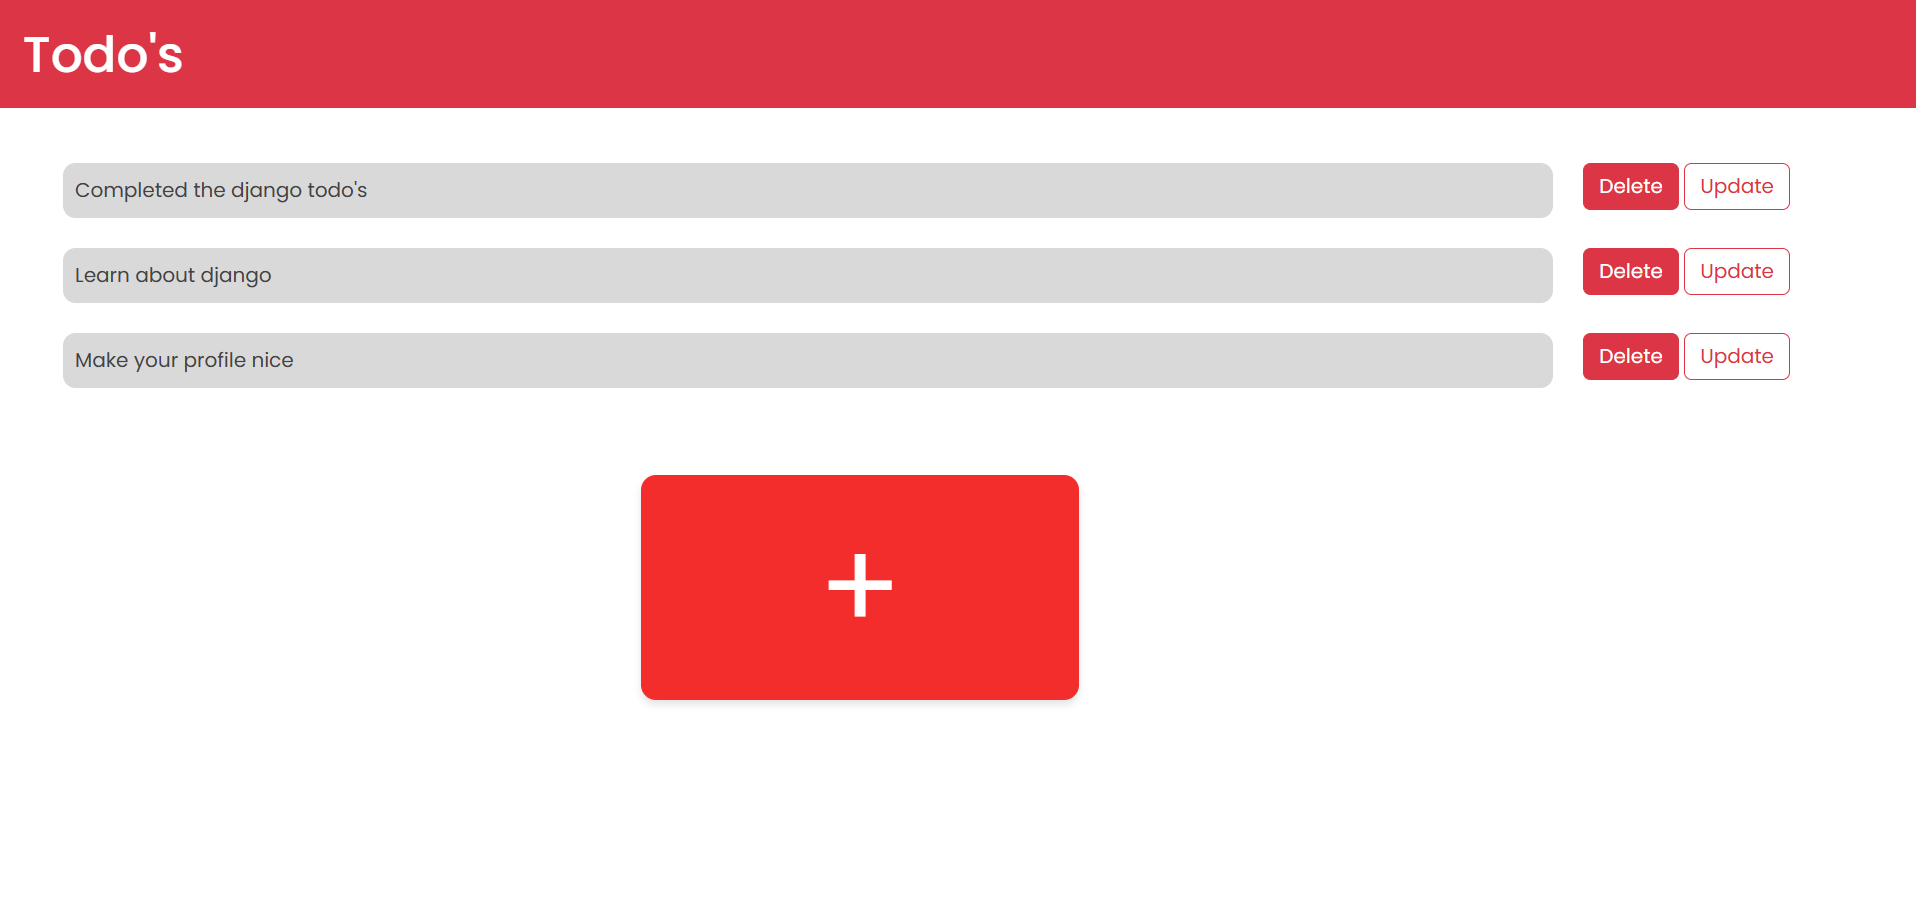 Todo's
Completed the django todo's Delete Update
Learn about django Delete Update
Make your profile nice Delete Update
+